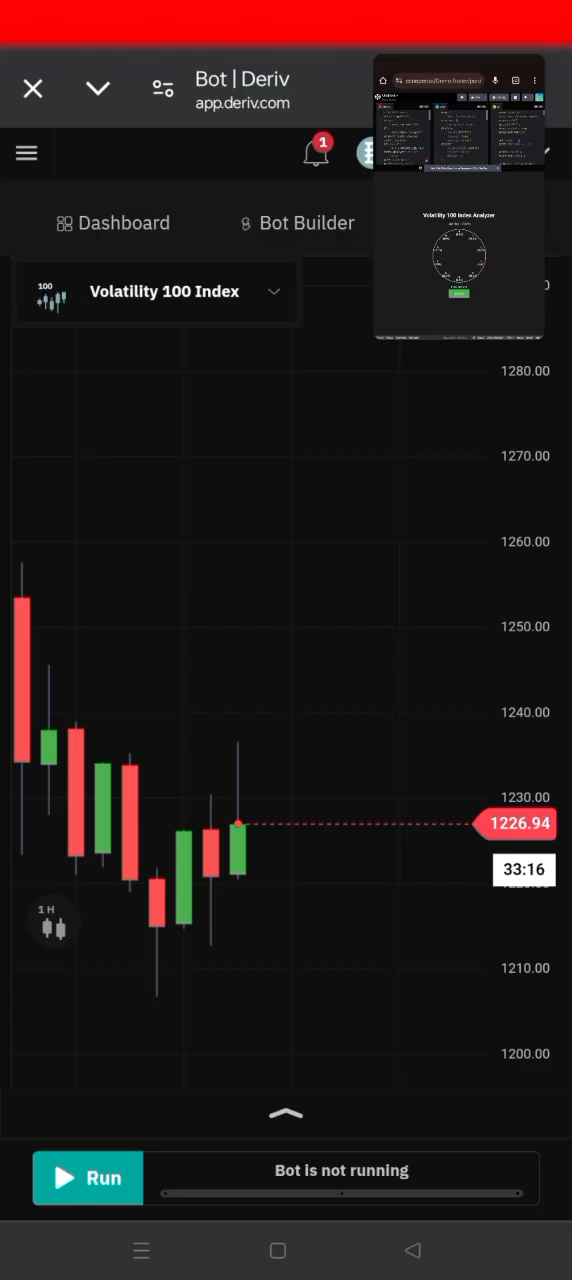 Bot | Deriv
app.deriv.com
1
Dashboard
Bot Builder
Volatility 100 Index Analyzer
100
Volatility 100 Index
0
1280.00
1270.00
1260.00
1250.00
1240.00
1230.00
1226.94
33:16
1H
1210.00
1200.00
Run
Bot is not running